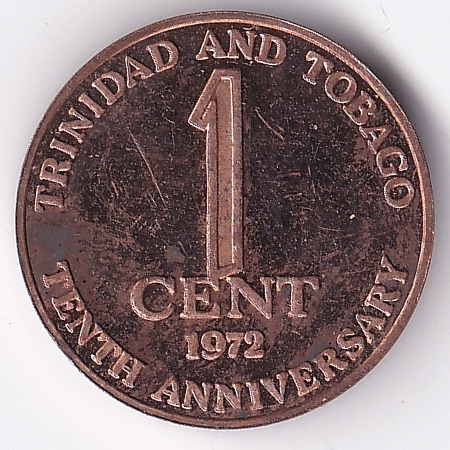 TRINIDAD AND TOBAGO
1
CENT
1972
TENTH ANNIVERSARY